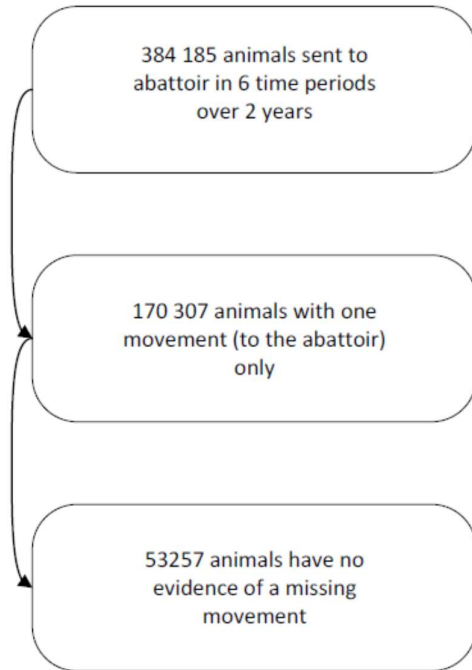 384 185 animals sent to
abattoir in 6 time periods
over 2 years
170 307 animals with one
movement (to the abattoir)
only
53257 animals have no
evidence of a missing
movement